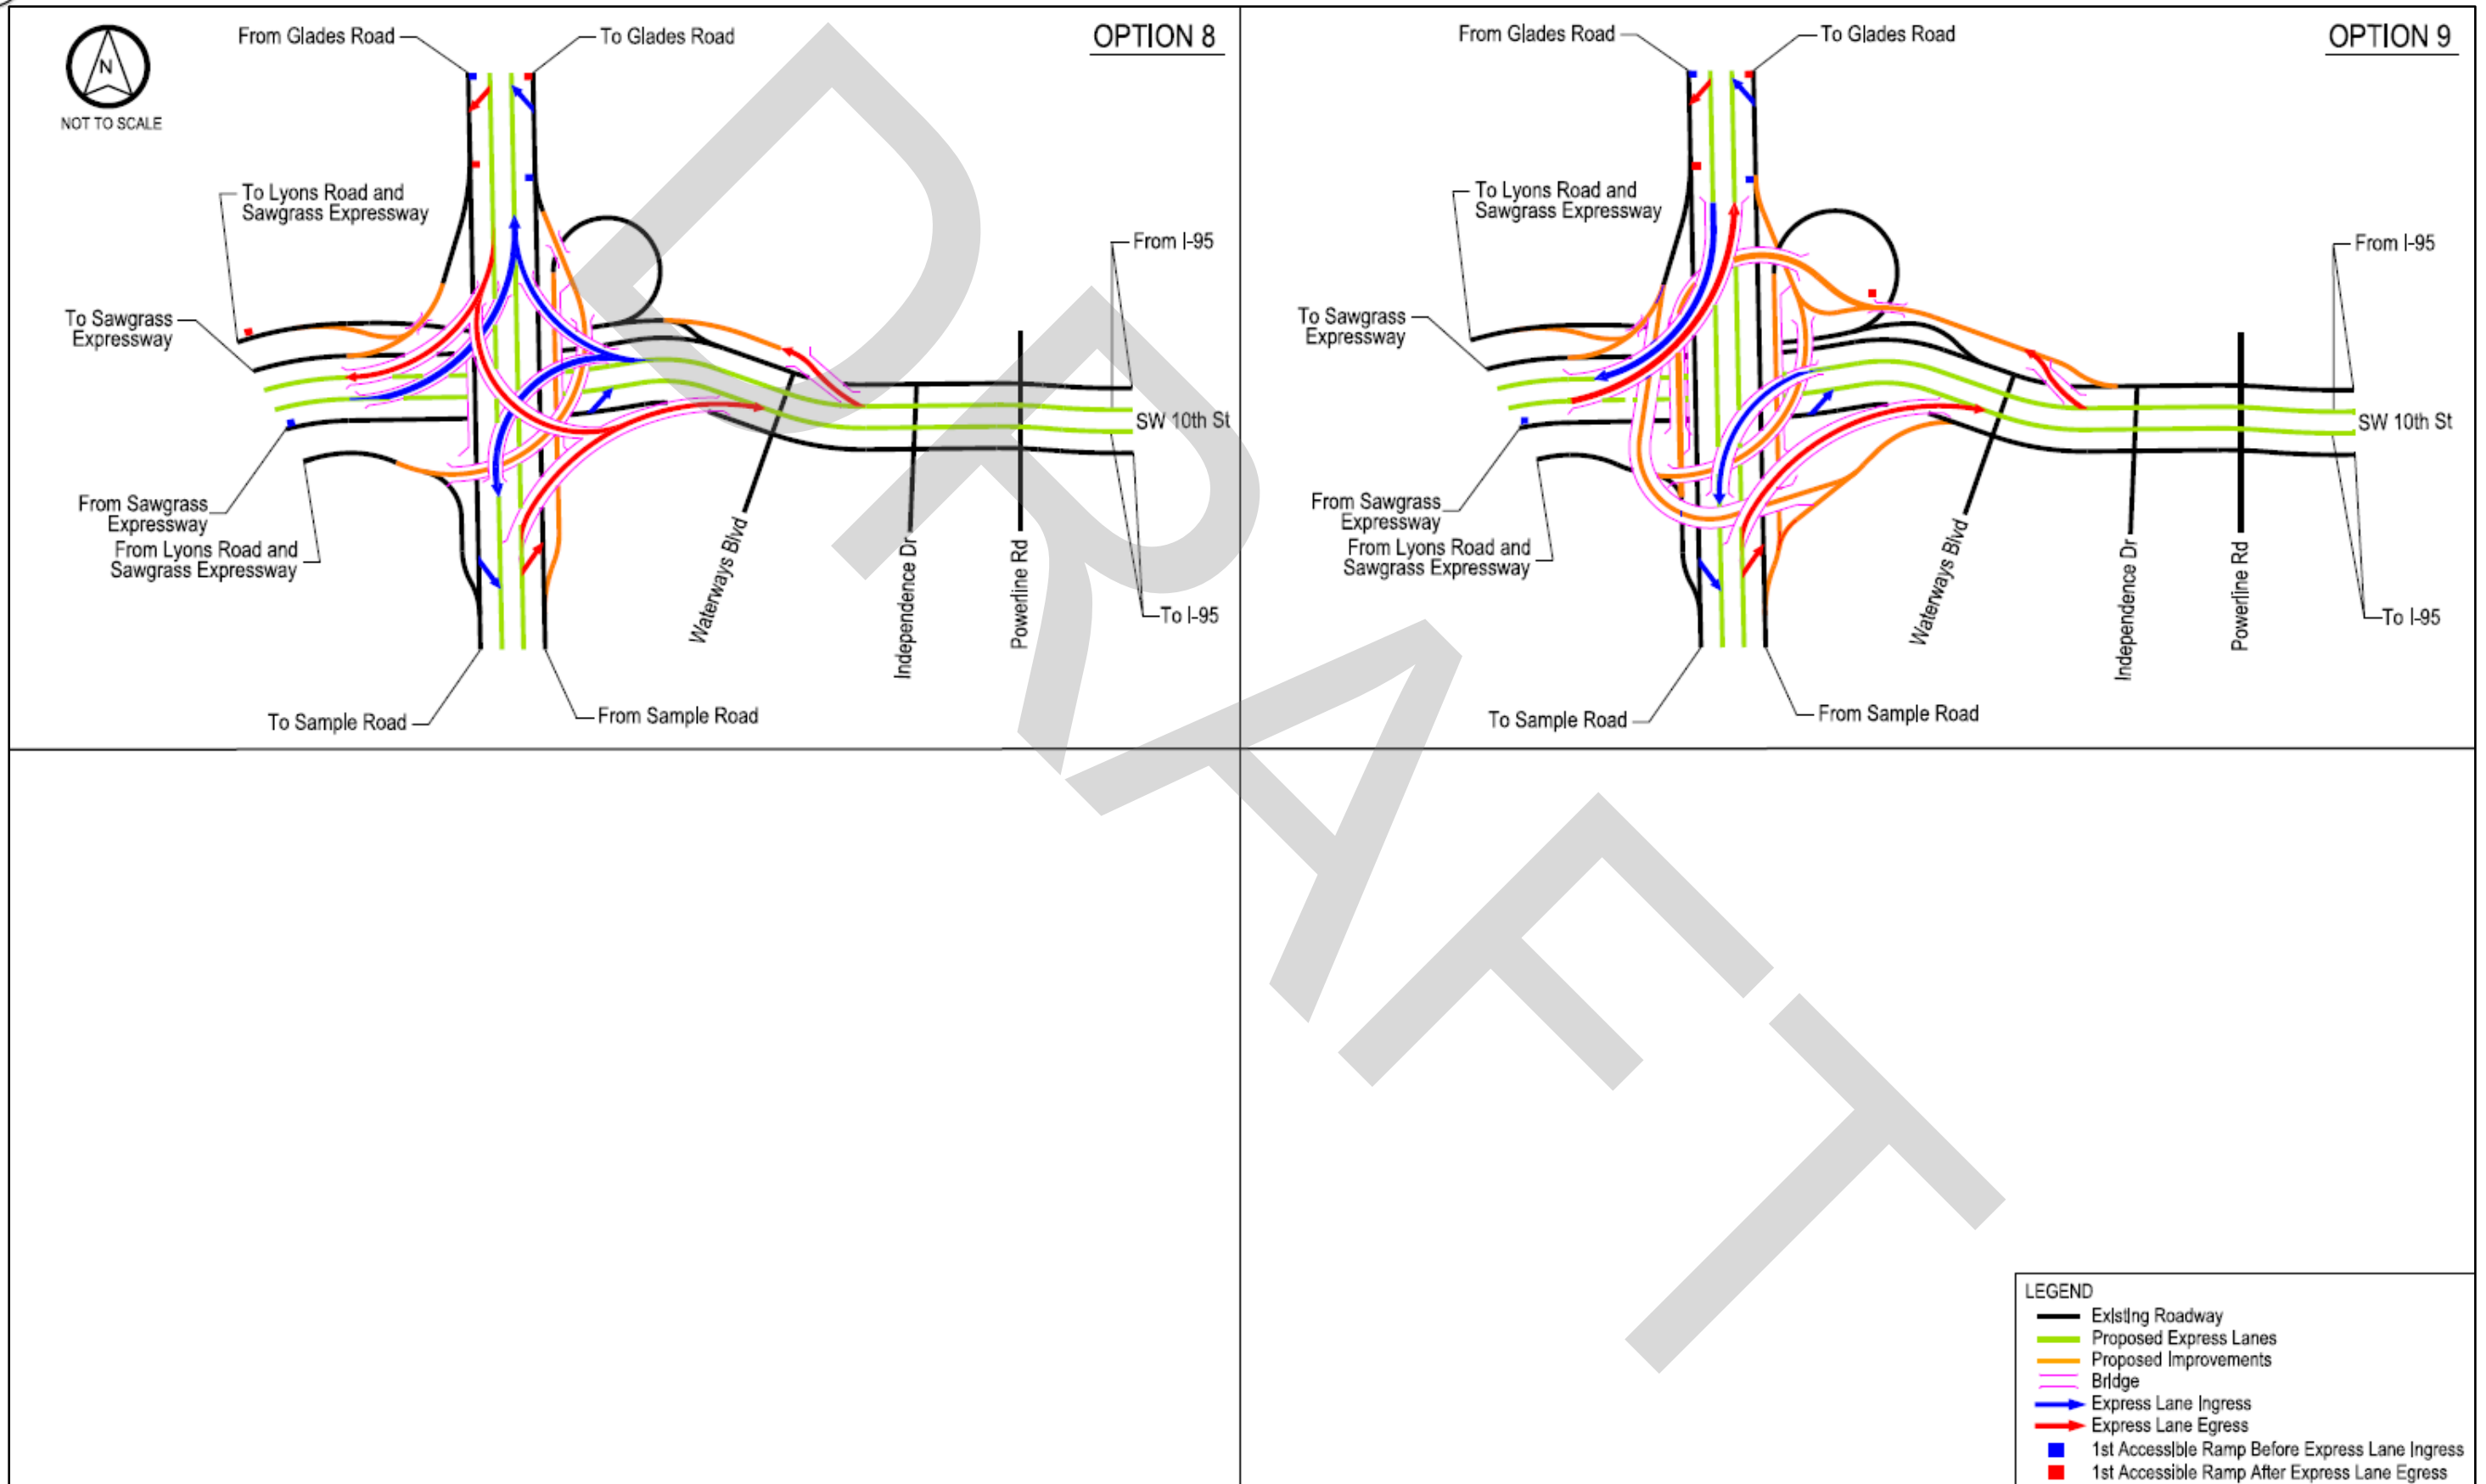 OPTION 8
From Glades Road
To Glades Road
N
NOT TO SCALE
To Lyons Road and
Sawgrass Expressway
From I-95
To Sawgrass
Expressway
SW 10th St
From Sawgrass
Expressway
From Lyons Road and
Sawgrass Expressway
Waterways Blvd
Independence Dr
Powerline Rd
To I-95
To Sample Road
From Sample Road
OPTION 9
From Glades Road
To Glades Road
To Lyons Road and
Sawgrass Expressway
From I-95
To Sawgrass
Expressway
SW 10th St
From Sawgrass
Expressway
From Lyons Road and
Sawgrass Expressway
Waterways Blvd
Independence Dr
Powerline Rd
To I-95
To Sample Road
From Sample Road
DRAFT
LEGEND
Existing Roadway
Proposed Express Lanes
Proposed Improvements
Bridge
Express Lane Ingress
Express Lane Egress
1st Accessible Ramp Before Express Lane Ingress
1st Accessible Ramp After Express Lane Egress